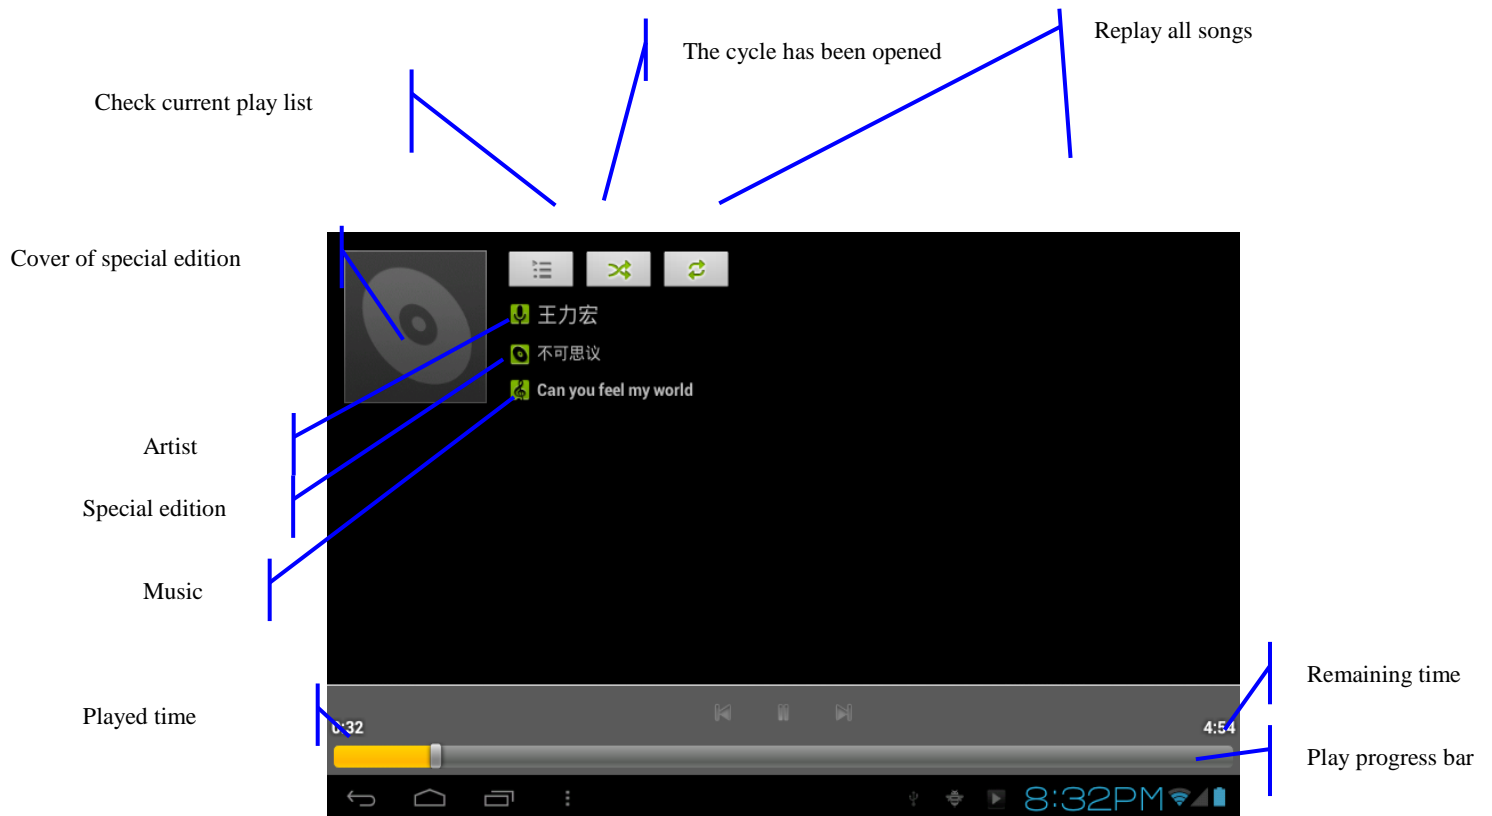 Replay all songs
The cycle has been opened
Check current play list
Cover of special edition
王力宏
不可思议
Can you feel my world
Artist
Special edition
Music
Remaining time
Played time
0:32
4:54
Play progress bar
8:32PM